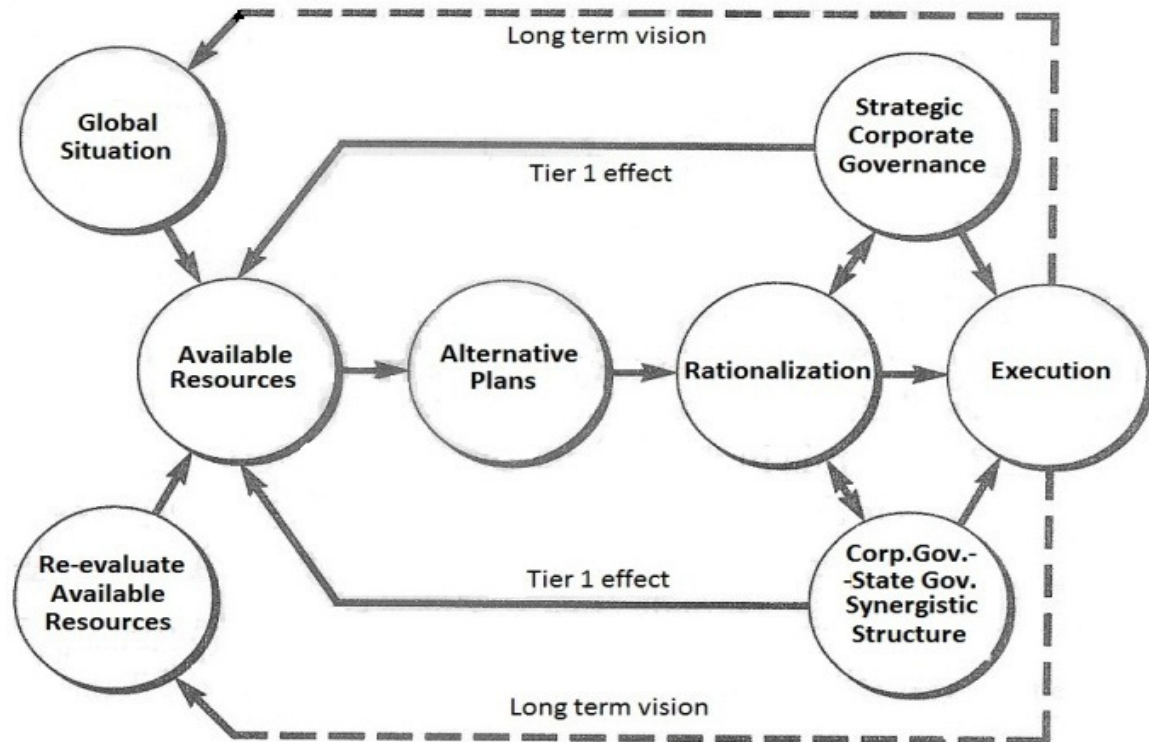 Long term vision
Global
Situation
Strategic
Corporate
Governance
Tier 1 effect
Available
Resources
Alternative
Plans
Rationalization
Execution
Re-evaluate
Available
Resources
Tier 1 effect
Corp.Gov.-
-State Gov.
Synergistic
Structure
Long term vision